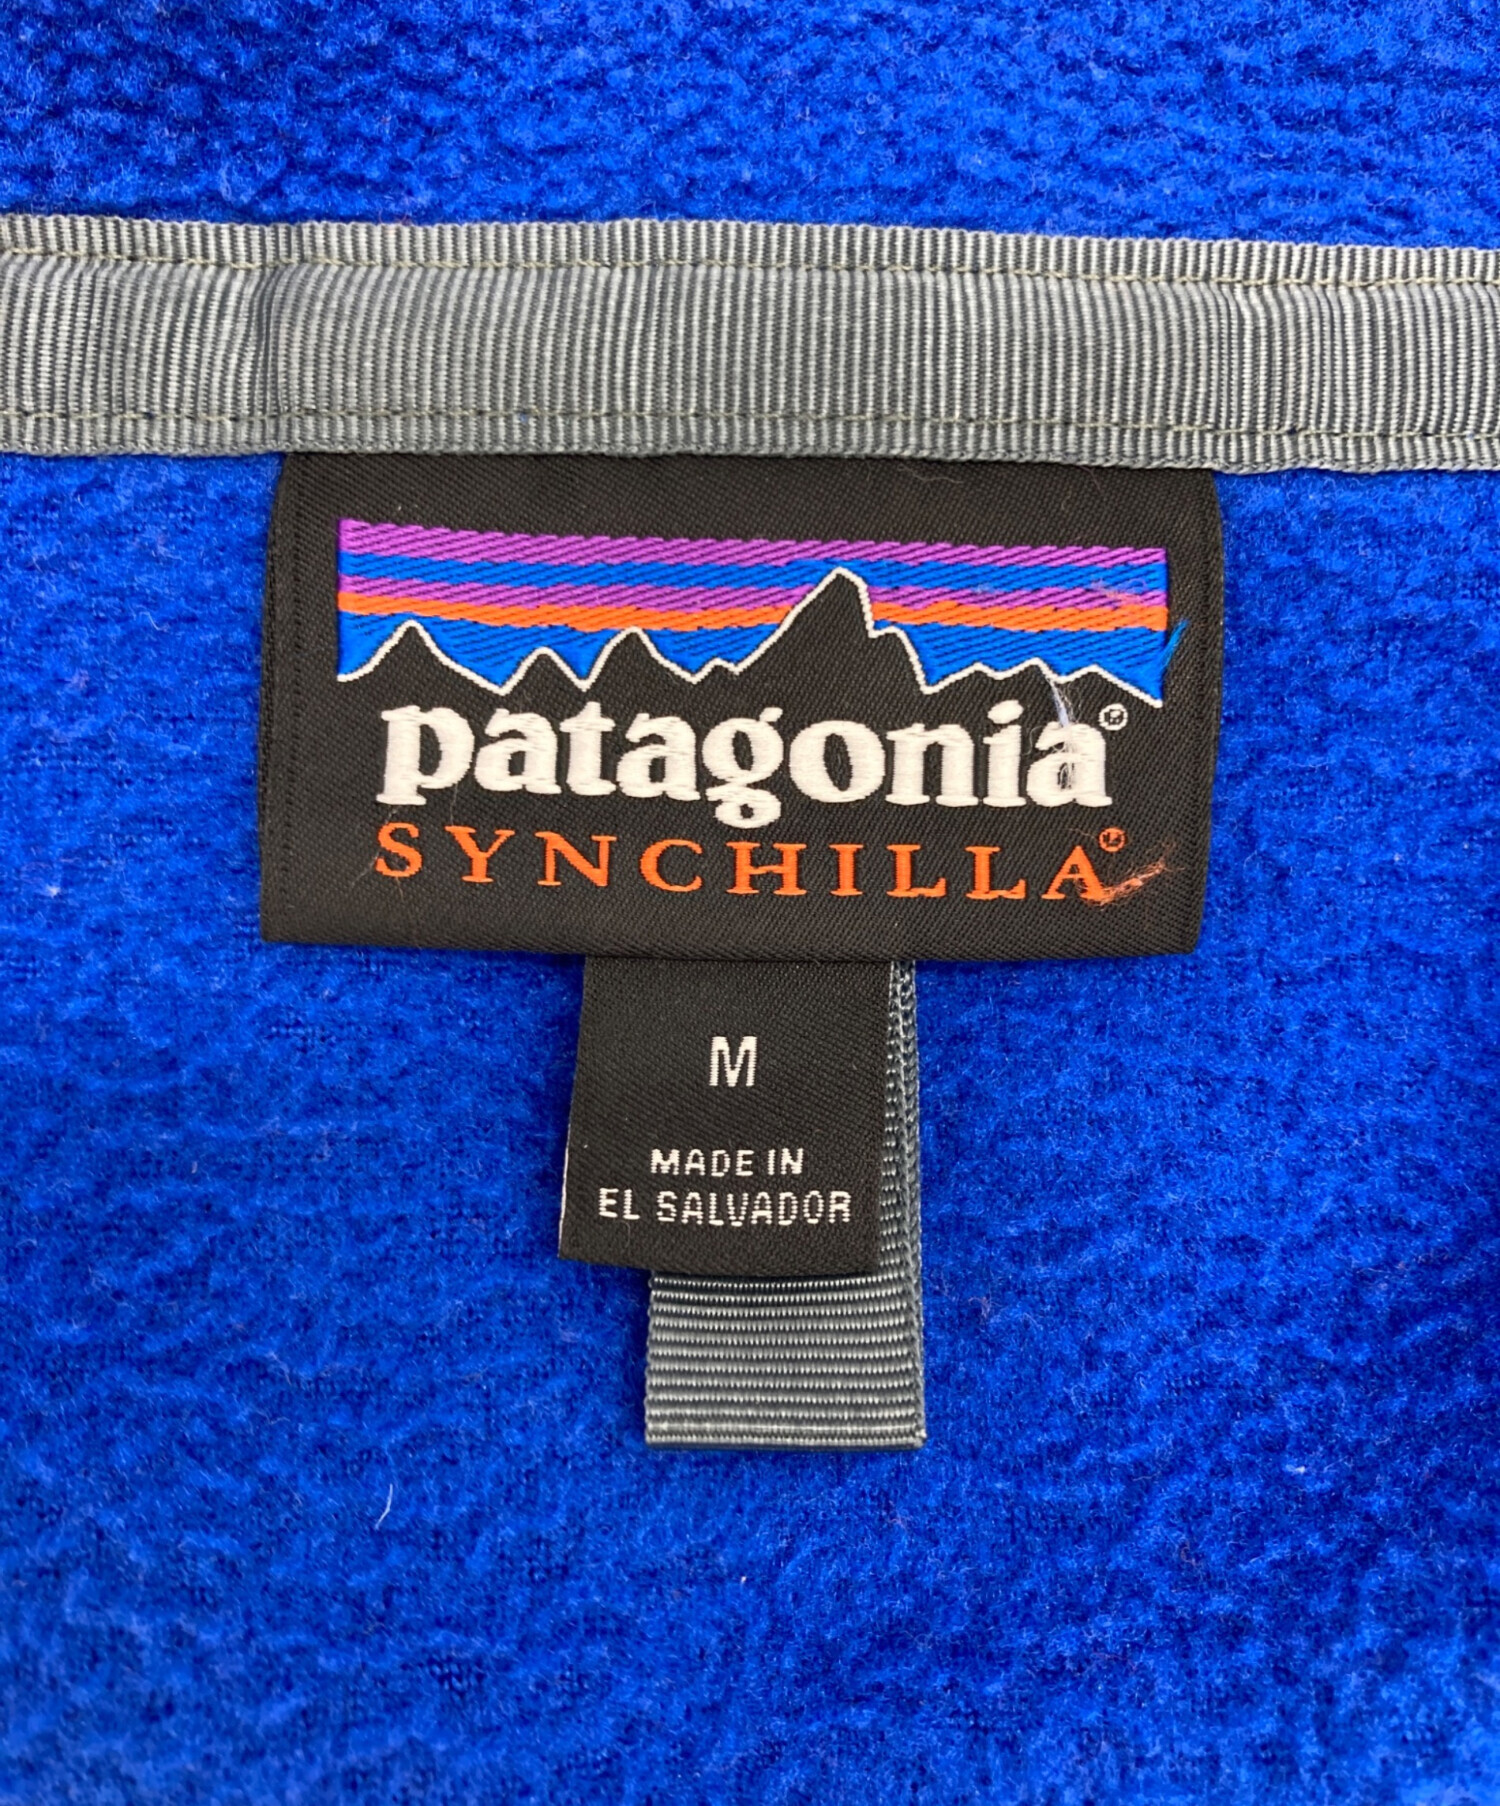 patagonia®
SYNCHILLA®
M
MADE IN
EL SALVADOR